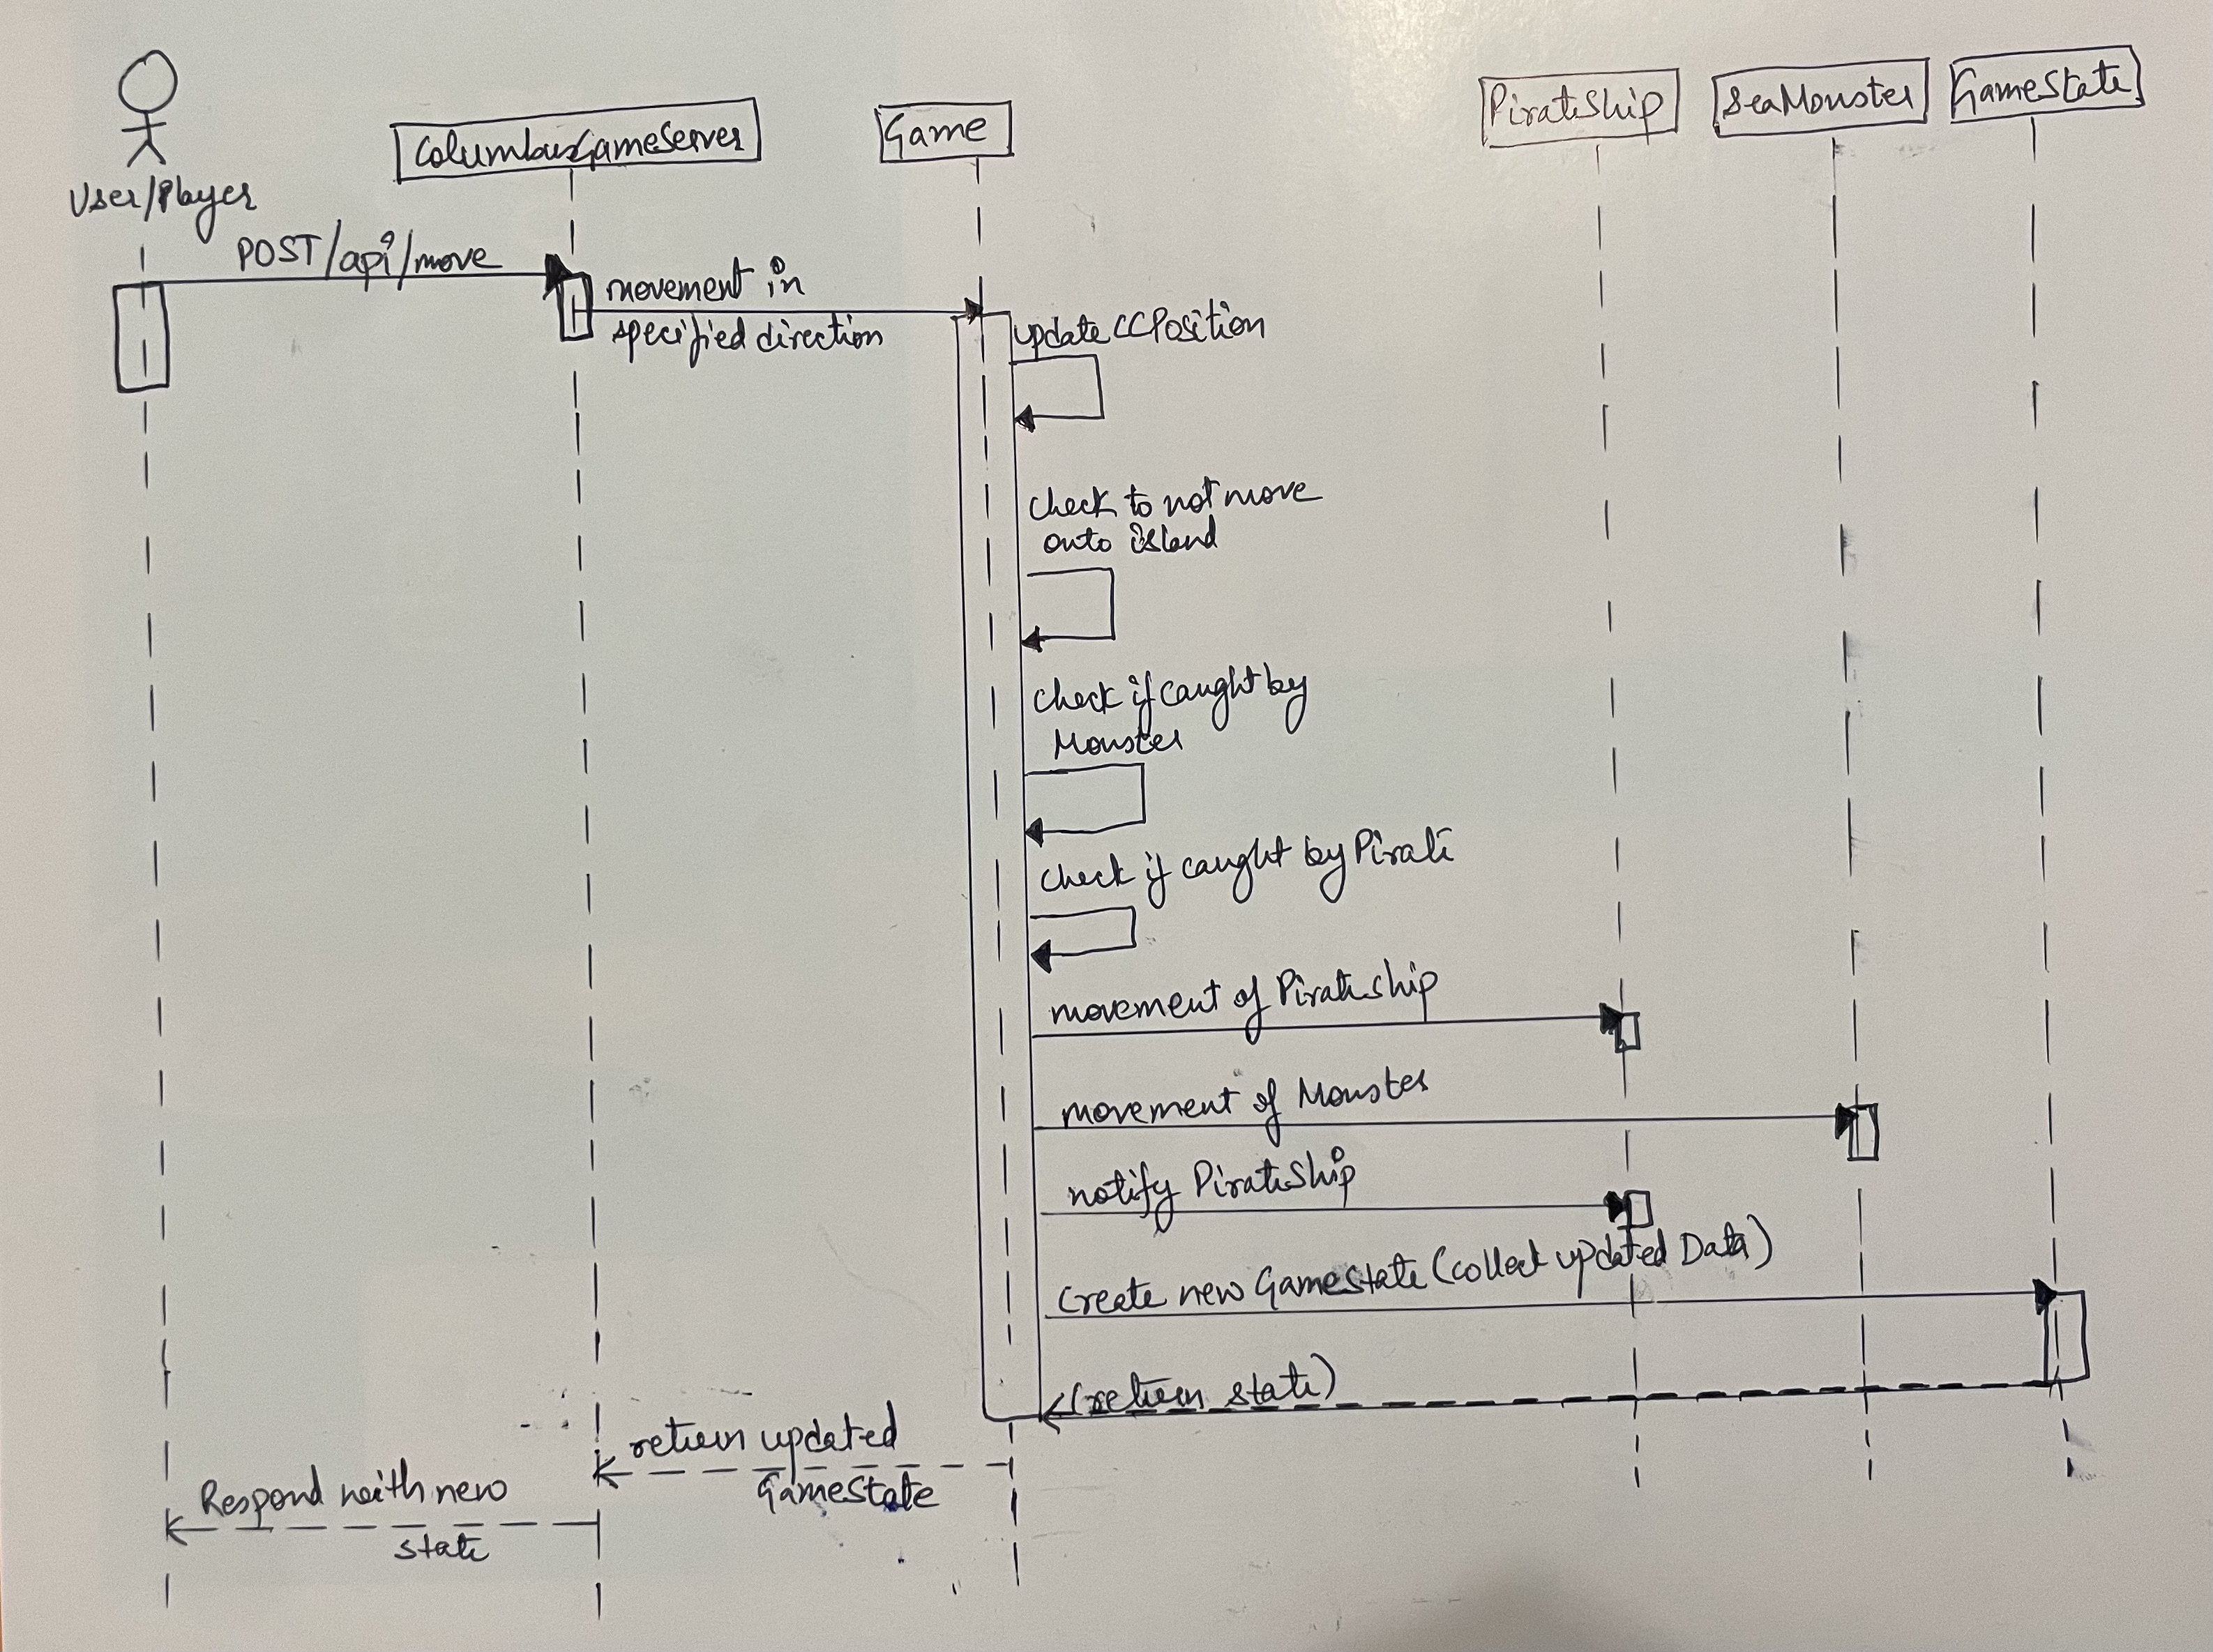 User/Player
ColumbusGameServer
Game
PirateShip
SeaMonster
GameState
POST/api/move
movement in
specified direction
update CCPosition
check to not move
onto island
check if caught by
Monster
check if caught by Pirate
movement of Pirateship
movement of Monster
notify PirateShip
Create new GameState (collect updated Data)
(return state)
return updated
GameState
Respond with new
state